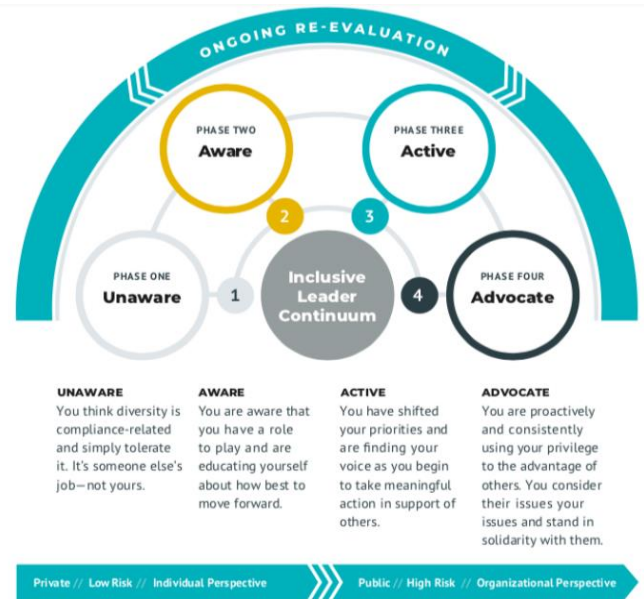 ONGOING RE-EVALUATION
PHASE TWO
Aware
PHASE THREE
Active
2
3
PHASE ONE
Unaware
1
Inclusive
Leader
Continuum
4
PHASE FOUR
Advocate
UNAWARE
You think diversity is
compliance-related
and simply tolerate
it. It's someone else's
job—not yours.
AWARE
You are aware that
you have a role
to play and are
educating yourself
about how best to
move forward.
ACTIVE
You have shifted
your priorities and
are finding your
voice as you begin
to take meaningful
action in support of
others.
ADVOCATE
You are proactively
and consistently
using your privilege
to the advantage of
others. You consider
their issues your
issues and stand in
solidarity with them.
Private // Low Risk // Individual Perspective
Public // High Risk // Organizational Perspective